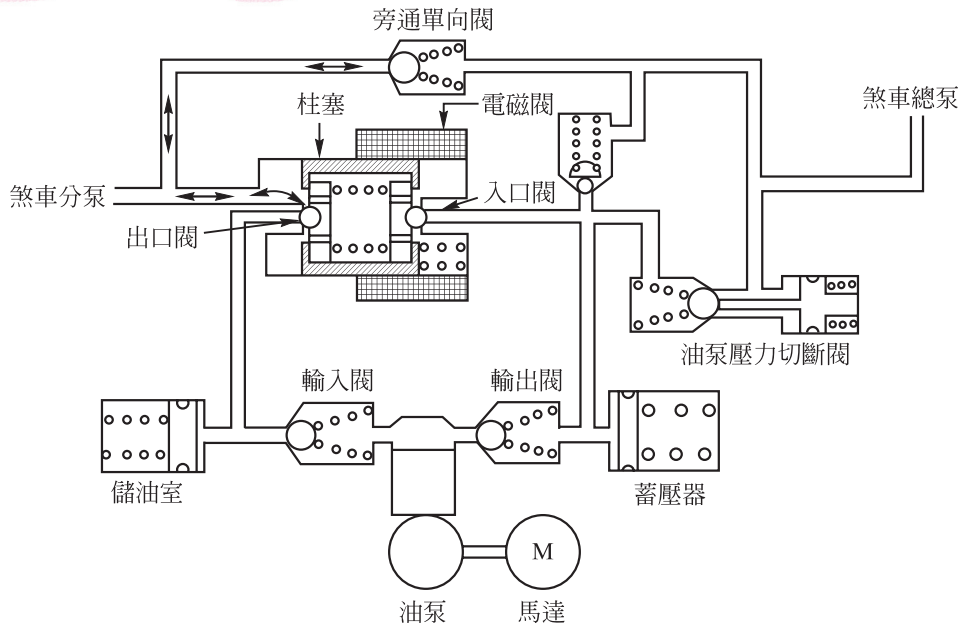 旁通單向閥
柱塞
電磁閥
煞車總泵
煞車分泵
入口閥
出口閥
油泵壓力切斷閥
輸入閥
輸出閥
儲油室
蓄壓器
M
油泵
馬達